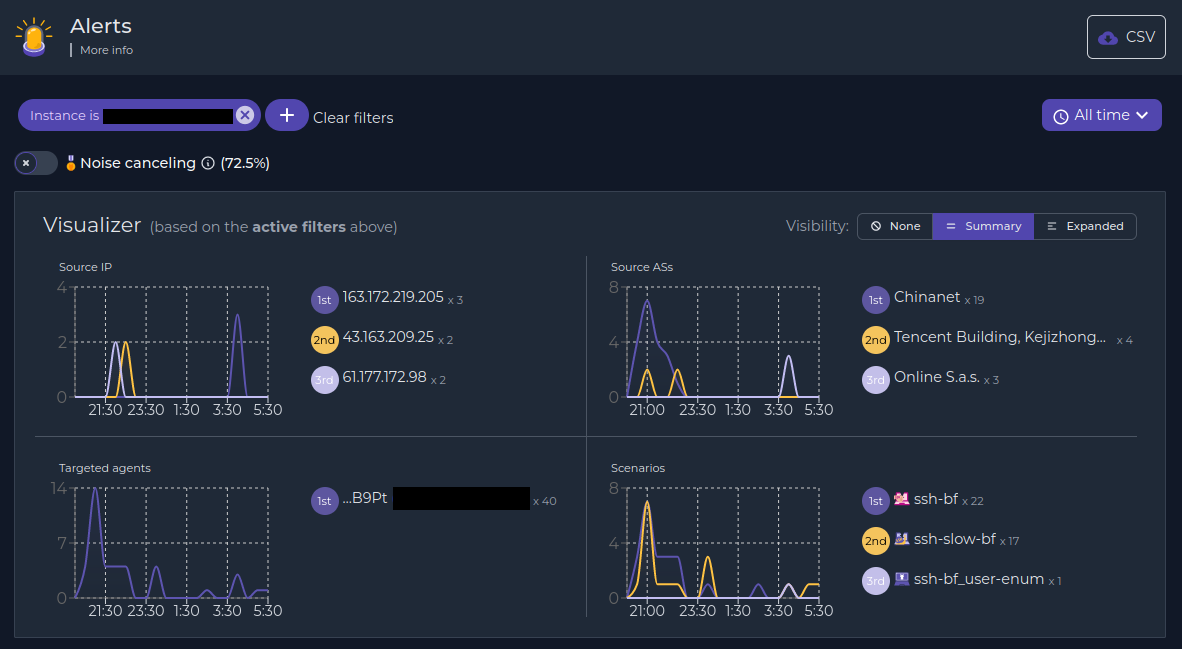 Alerts
More info
CSV
Instance is
Clear filters
All time
Noise canceling (72.5%)
Visualizer (based on the active filters above)
Visibility: None Summary Expanded
Source IP
4
2
0
21:30 23:30 1:30 3:30 5:30
1st 163.172.219.205 x 3
2nd 43.163.209.25 x 2
3rd 61.177.172.98 x 2
Source ASs
8
4
0
21:00 23:30 1:30 3:30 5:30
1st Chinanet x 19
2nd Tencent Building, Kejizhong... x 4
3rd Online S.a.s. x 3
Targeted agents
14
7
0
21:30 23:30 1:30 3:30 5:30
1st ...B9Pt x 40
Scenarios
8
4
0
21:00 23:30 1:30 3:30 5:30
1st ssh-bf x 22
2nd ssh-slow-bf x 17
3rd ssh-bf_user-enum x 1